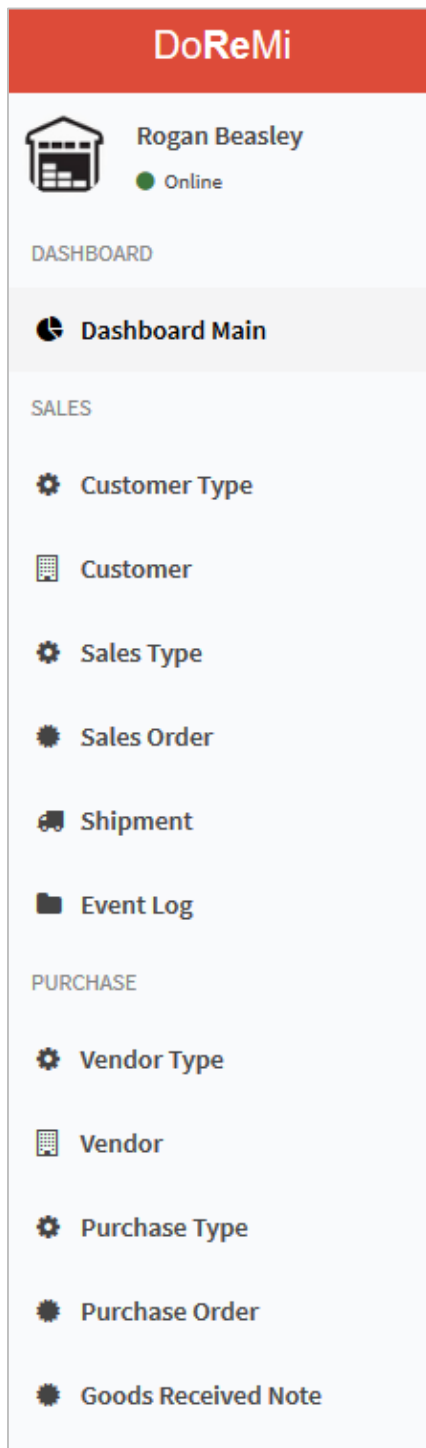 DoReMi
Rogan Beasley
Online
DASHBOARD
Dashboard Main
SALES
Customer Type
Customer
Sales Type
Sales Order
Shipment
Event Log
PURCHASE
Vendor Type
Vendor
Purchase Type
Purchase Order
Goods Received Note